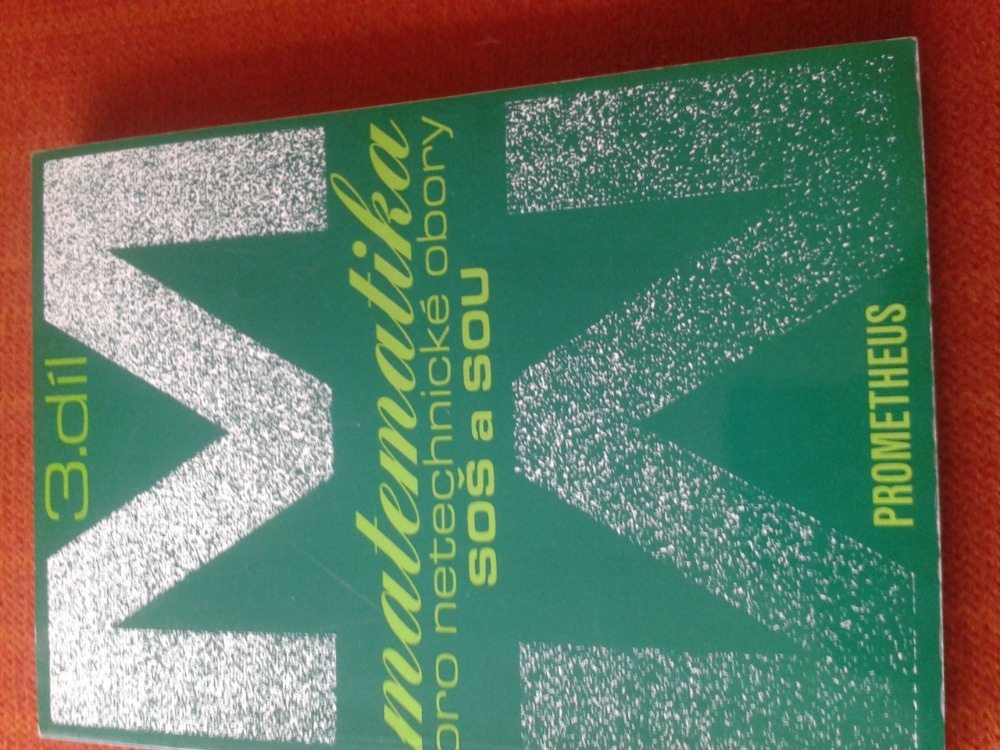 3.díl
matematika
pro netechnické obory
SOŠ a SOU
PROMETHEUS